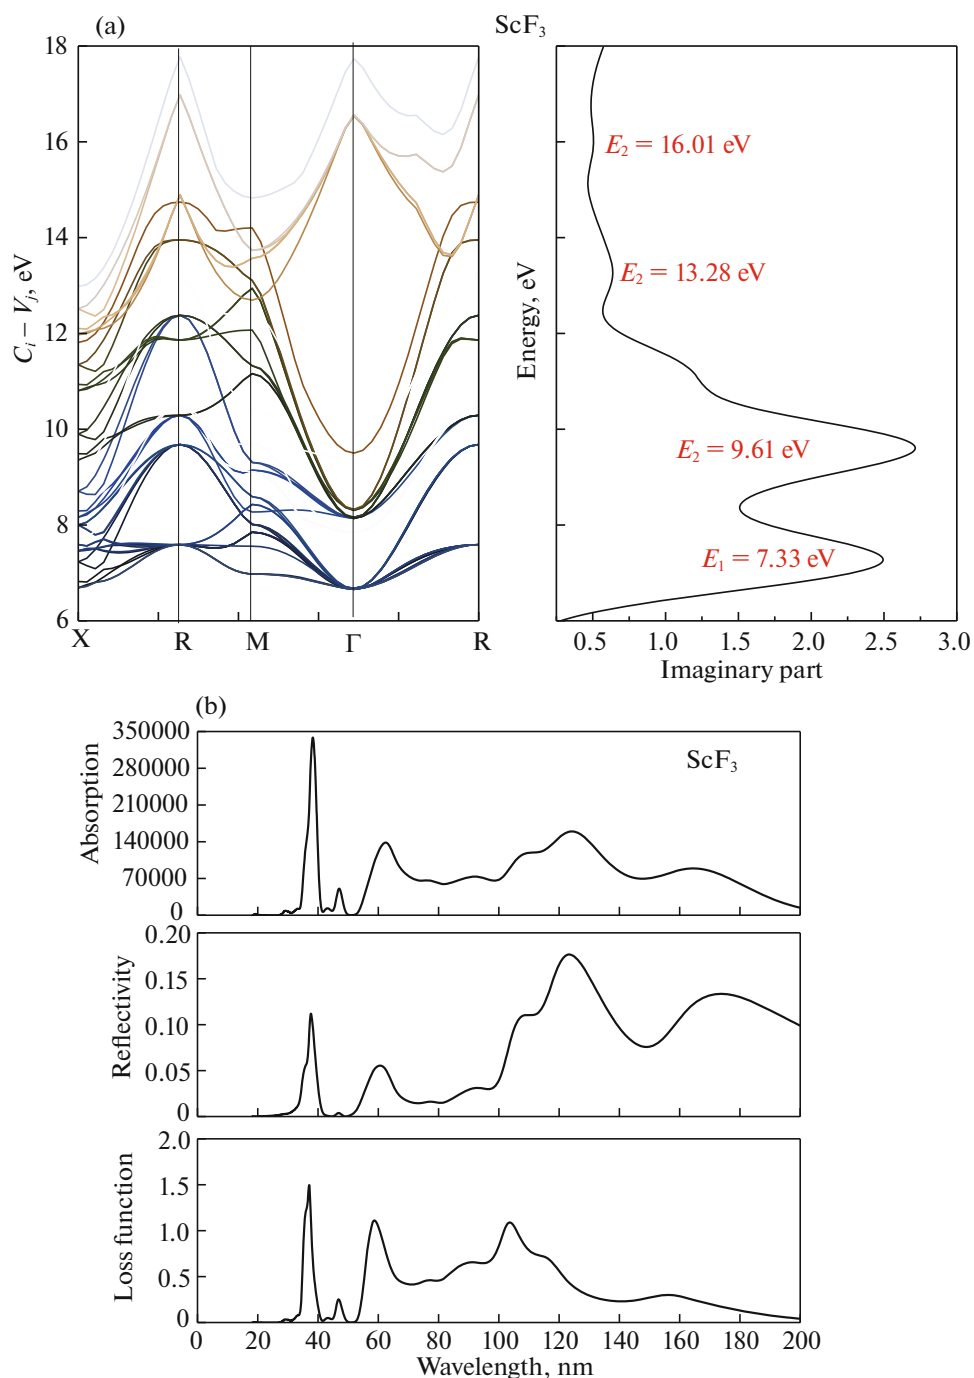 (a)
ScF3
18
16
14
12
10
8
6
Ci – Vj, eV
X R M Γ R
E2 = 16.01 eV
E2 = 13.28 eV
E2 = 9.61 eV
E1 = 7.33 eV
Energy, eV
0.5 1.0 1.5 2.0 2.5 3.0
Imaginary part
(b)
350000
280000
210000
140000
70000
0
Absorption
ScF3
0.20
0.15
0.10
0.05
0
Reflectivity
2.0
1.5
1.0
0.5
0
Loss function
0 20 40 60 80 100 120 140 160 180 200
Wavelength, nm